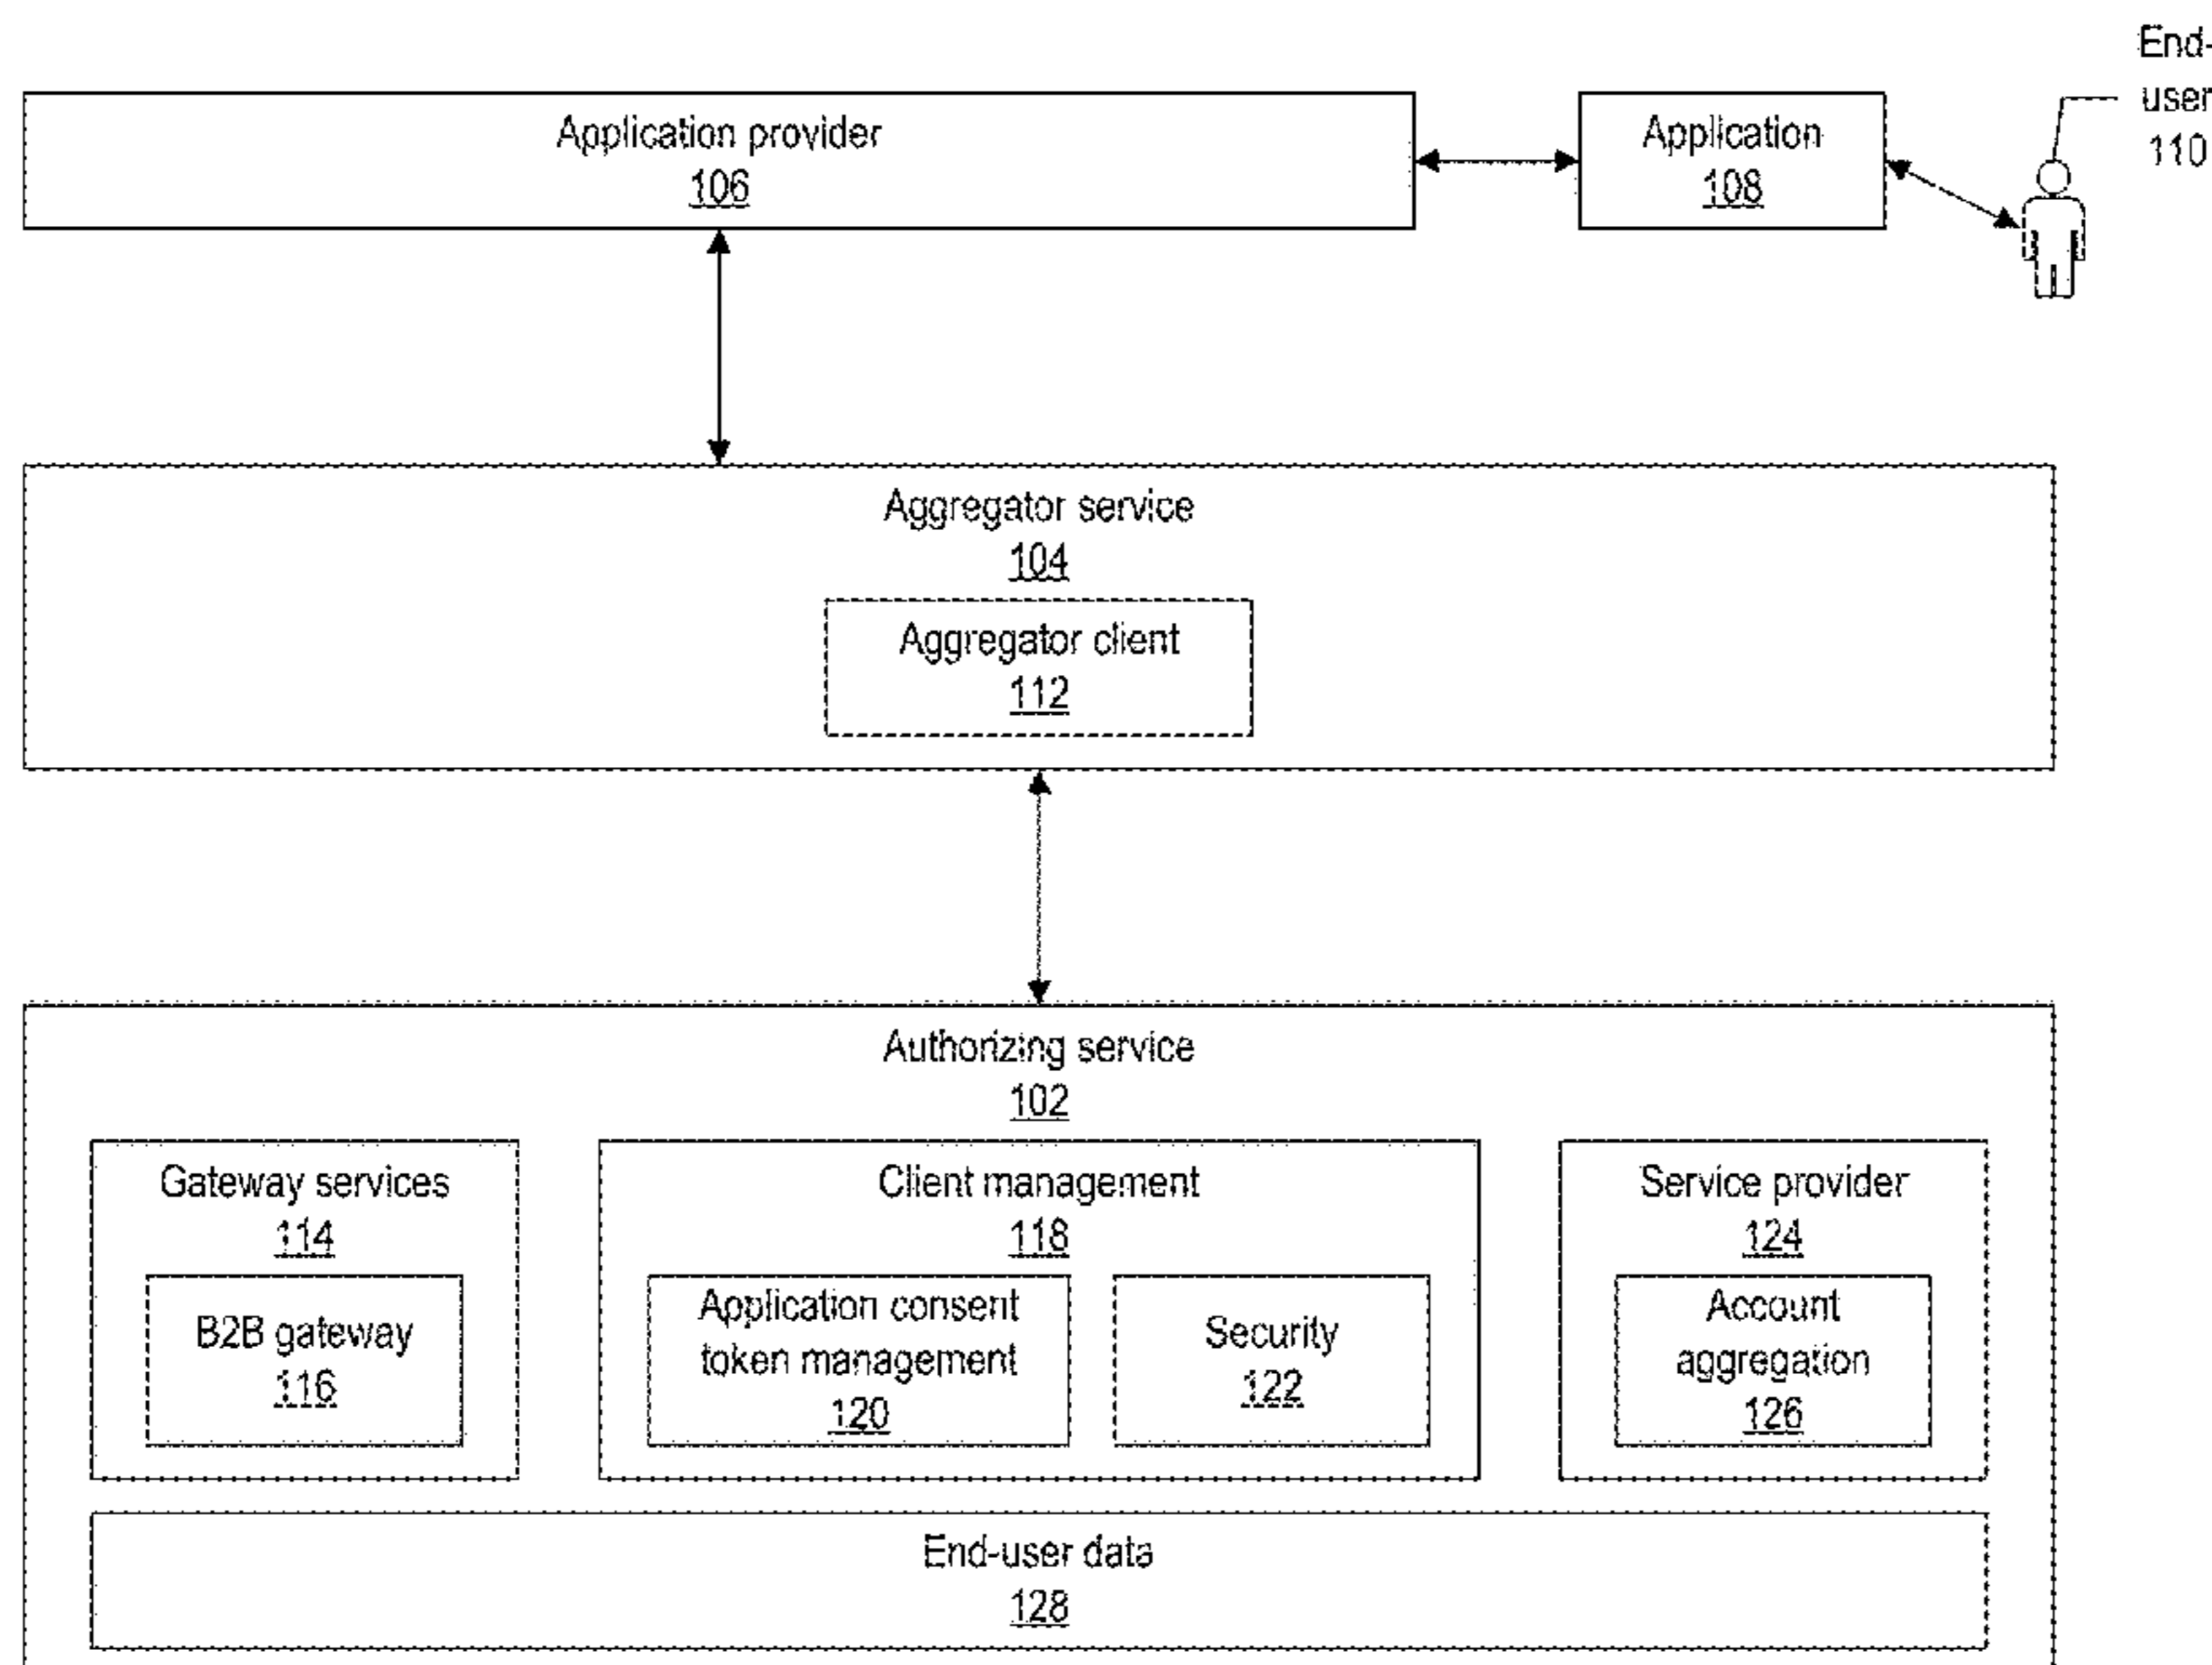 End-
user
110
Application provider
106
Application
108
Aggregator service
104
Aggregator client
112
Authorizing service
102
Gateway services
114
B2B gateway
116
Client management
118
Application consent
token management
120
Security
122
Service provider
124
Account
aggregation
126
End-user data
128